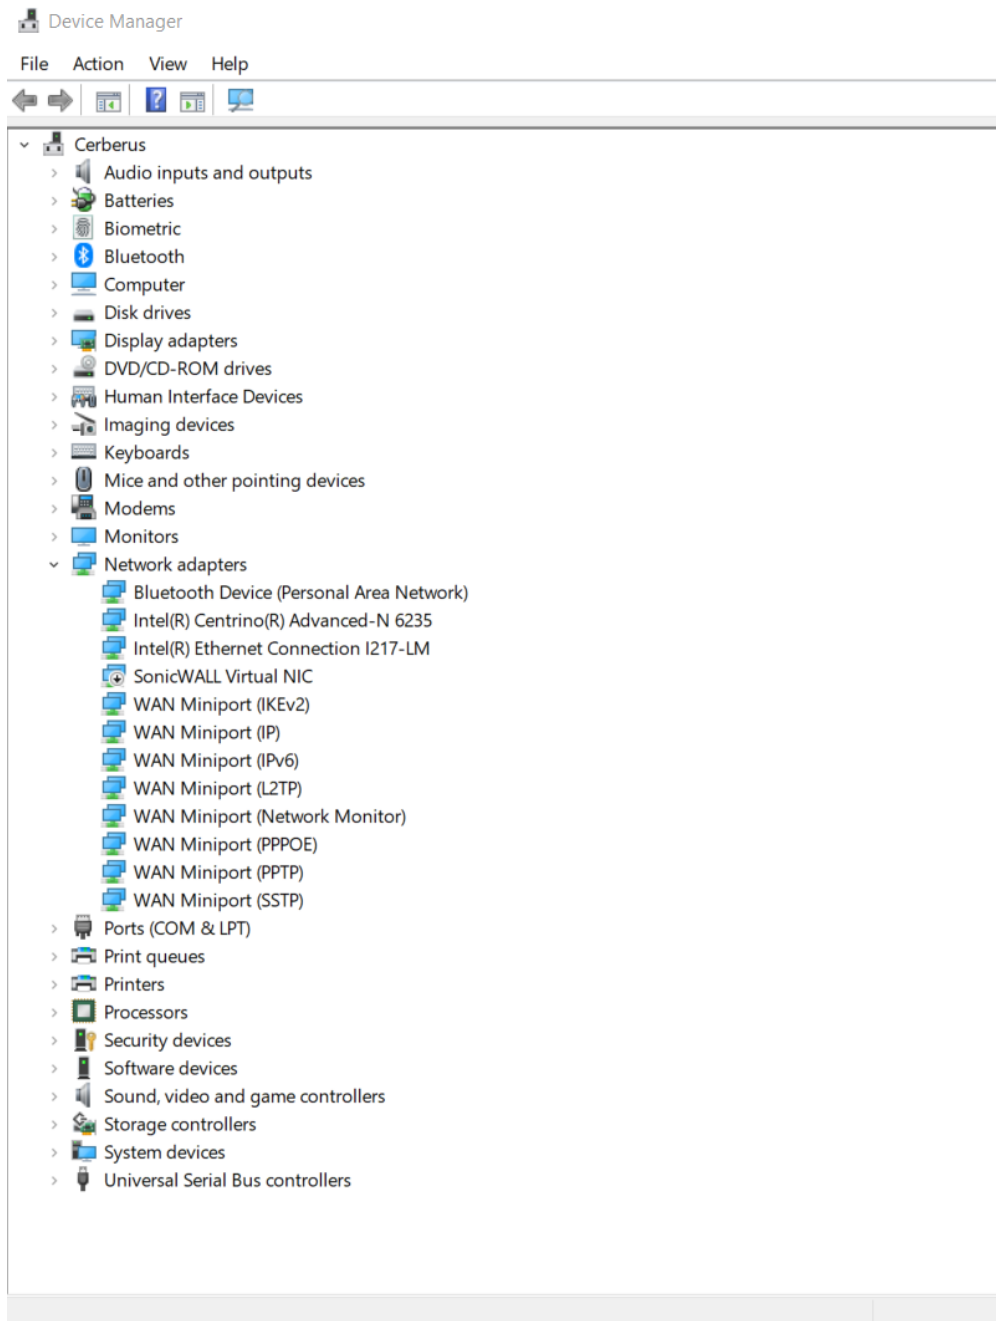 Device Manager
File Action View Help
Cerberus
Audio inputs and outputs
Batteries
Biometric
Bluetooth
Computer
Disk drives
Display adapters
DVD/CD-ROM drives
Human Interface Devices
Imaging devices
Keyboards
Mice and other pointing devices
Modems
Monitors
Network adapters
Bluetooth Device (Personal Area Network)
Intel(R) Centrino(R) Advanced-N 6235
Intel(R) Ethernet Connection I217-LM
SonicWALL Virtual NIC
WAN Miniport (IKEv2)
WAN Miniport (IP)
WAN Miniport (IPv6)
WAN Miniport (L2TP)
WAN Miniport (Network Monitor)
WAN Miniport (PPPOE)
WAN Miniport (PPTP)
WAN Miniport (SSTP)
Ports (COM & LPT)
Print queues
Printers
Processors
Security devices
Software devices
Sound, video and game controllers
Storage controllers
System devices
Universal Serial Bus controllers